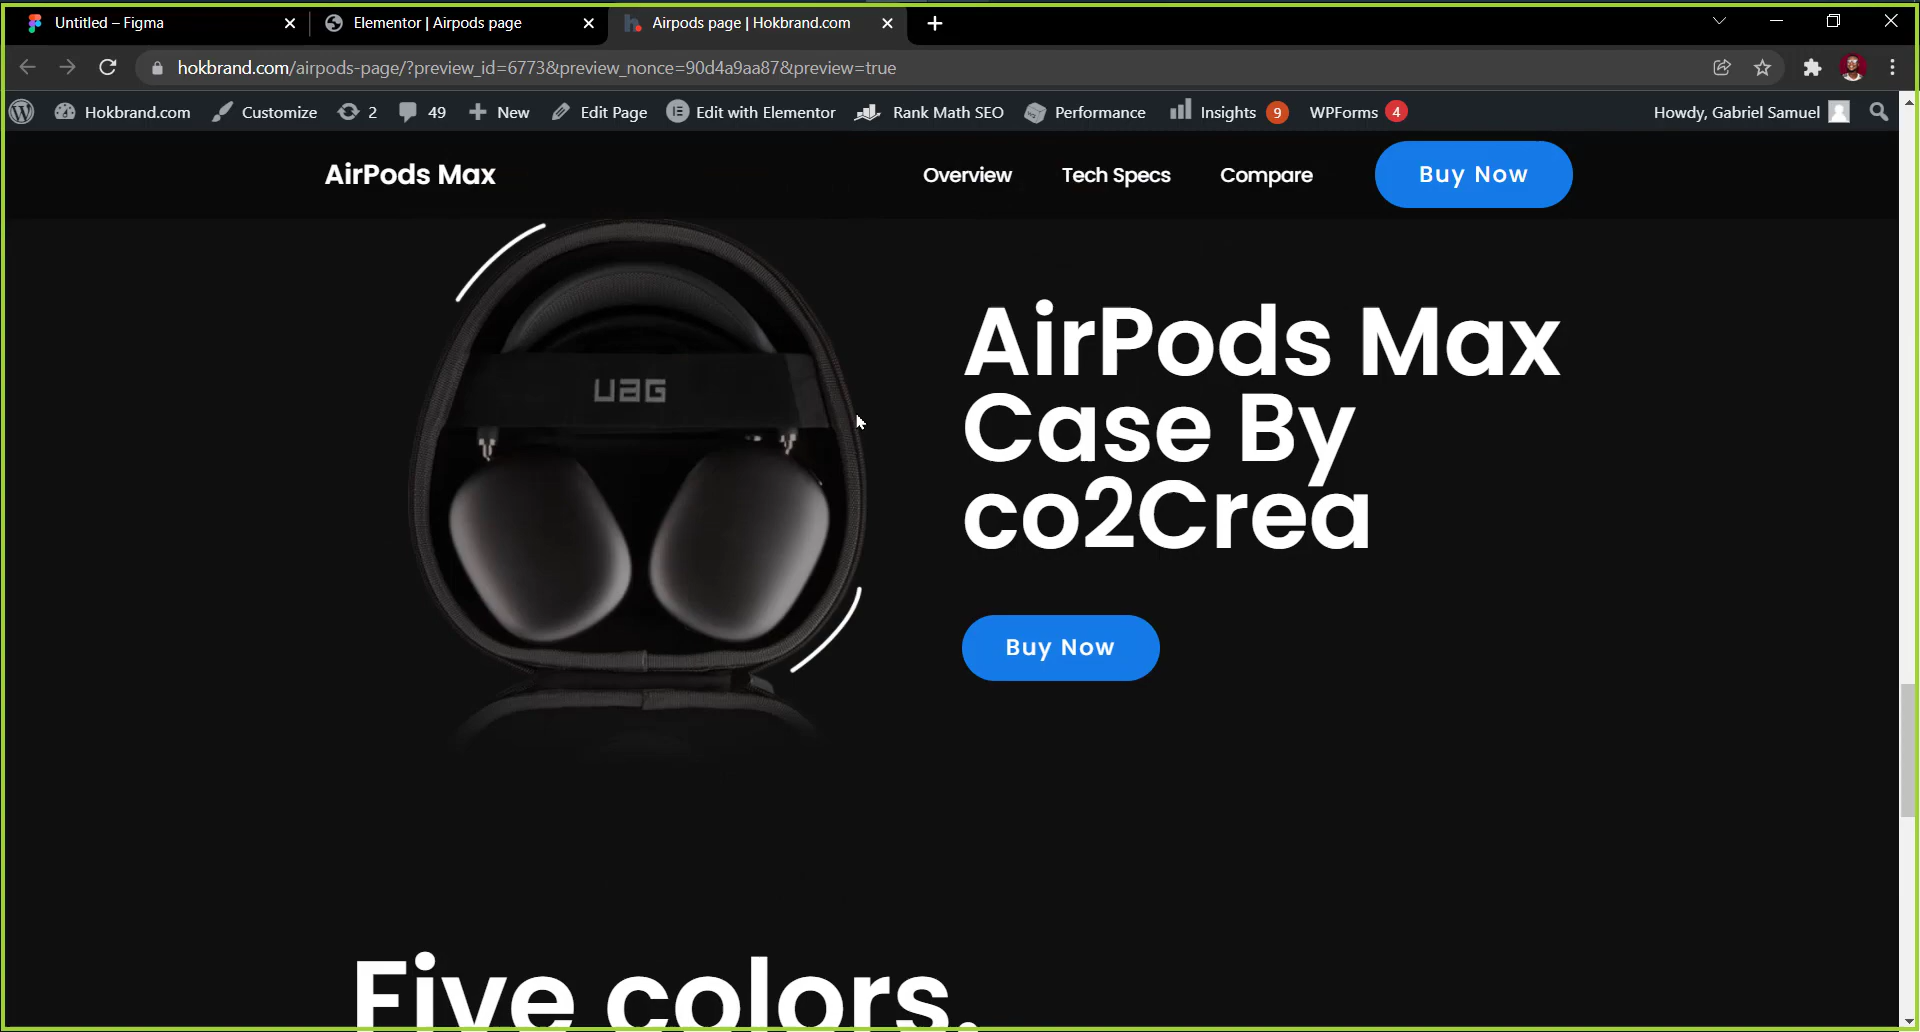 Untitled – Figma
Elementor | Airpods page
Airpods page | Hokbrand.com
hokbrand.com/airpods-page/?preview_id=6773&preview_nonce=90d4a9aa87&preview=true
Hokbrand.com Customize 2 49 New Edit Page Edit with Elementor Rank Math SEO Performance Insights 9 WPForms 4 Howdy, Gabriel Samuel
AirPods Max Overview Tech Specs Compare Buy Now
UAG
AirPods Max
Case By
co2Crea
Buy Now
Five colors.